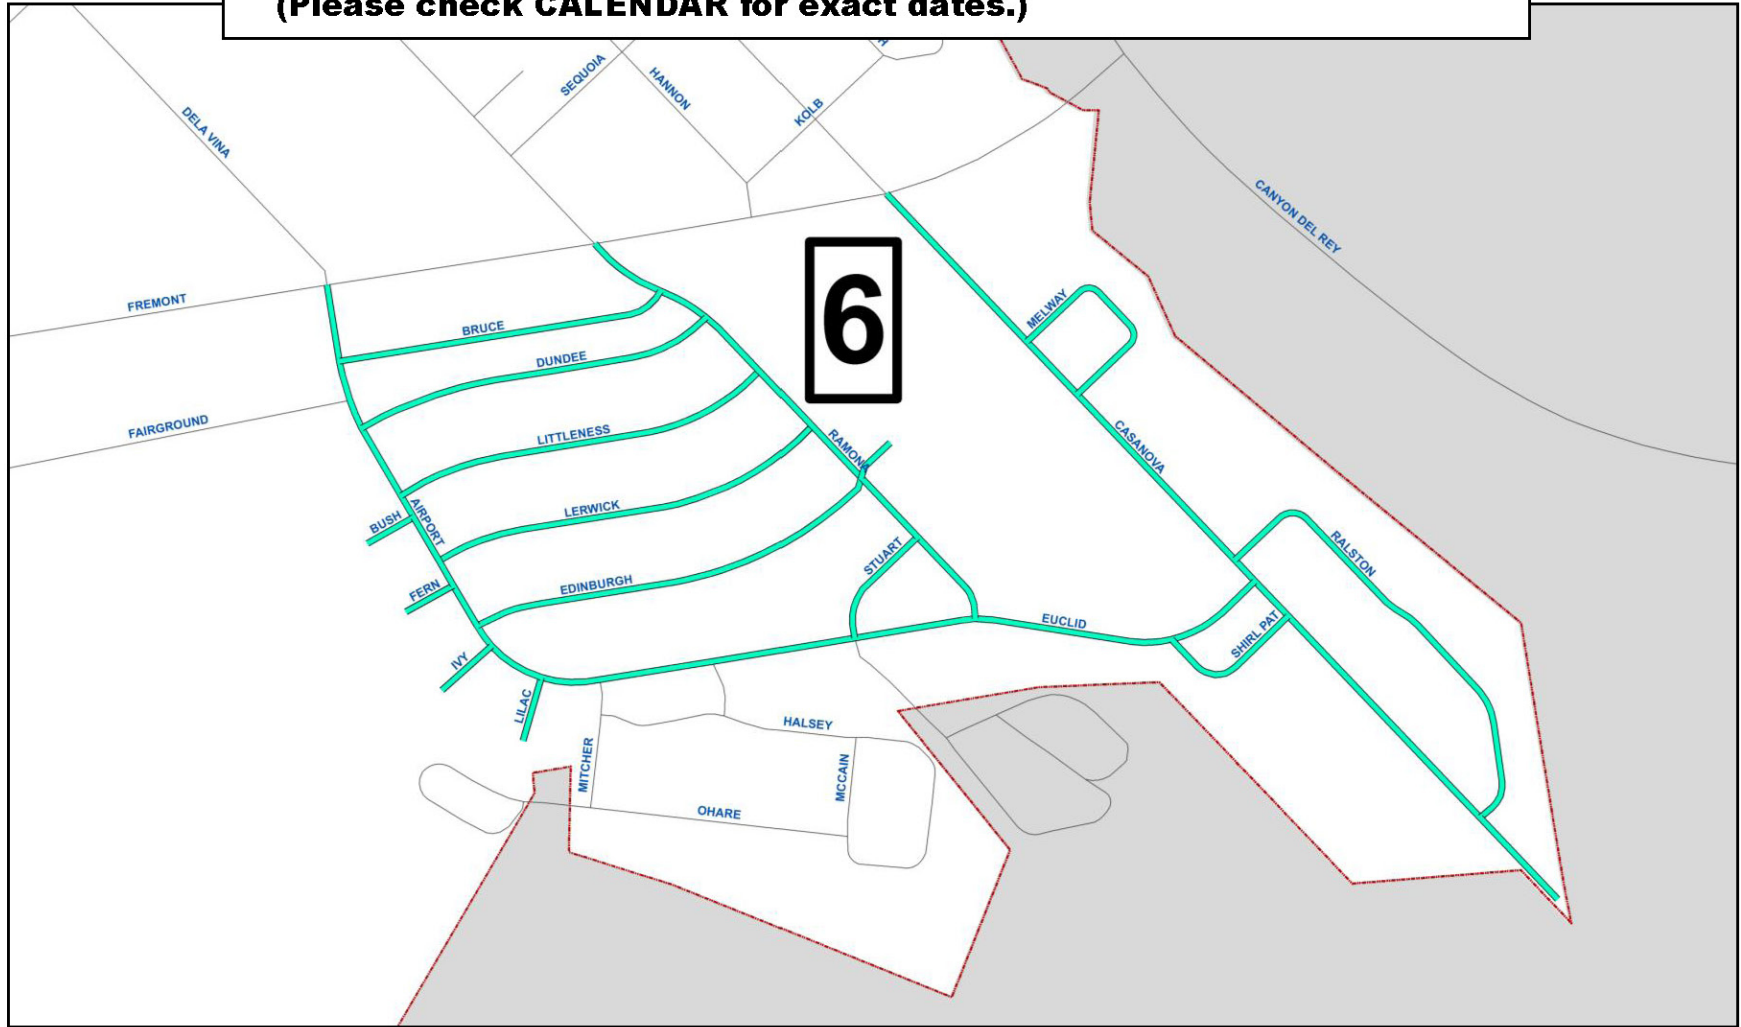 (Please check CALENDAR for exact dates.)
SEQUOIA
HANNON
KOLB
DELA VINA
CANYON DEL REY
FREMONT
BRUCE
MELWAY
DUNDEE
6
FAIRGROUND
LITTLENESS
RAMONA
CASANOVA
LERWICK
BUSH
AIRPORT
STUART
RALSTON
FERN
EDINBURGH
EUCLID
SHIRL PAT
IVY
LILAC
HALSEY
MITCHER
MCCAIN
OHARE